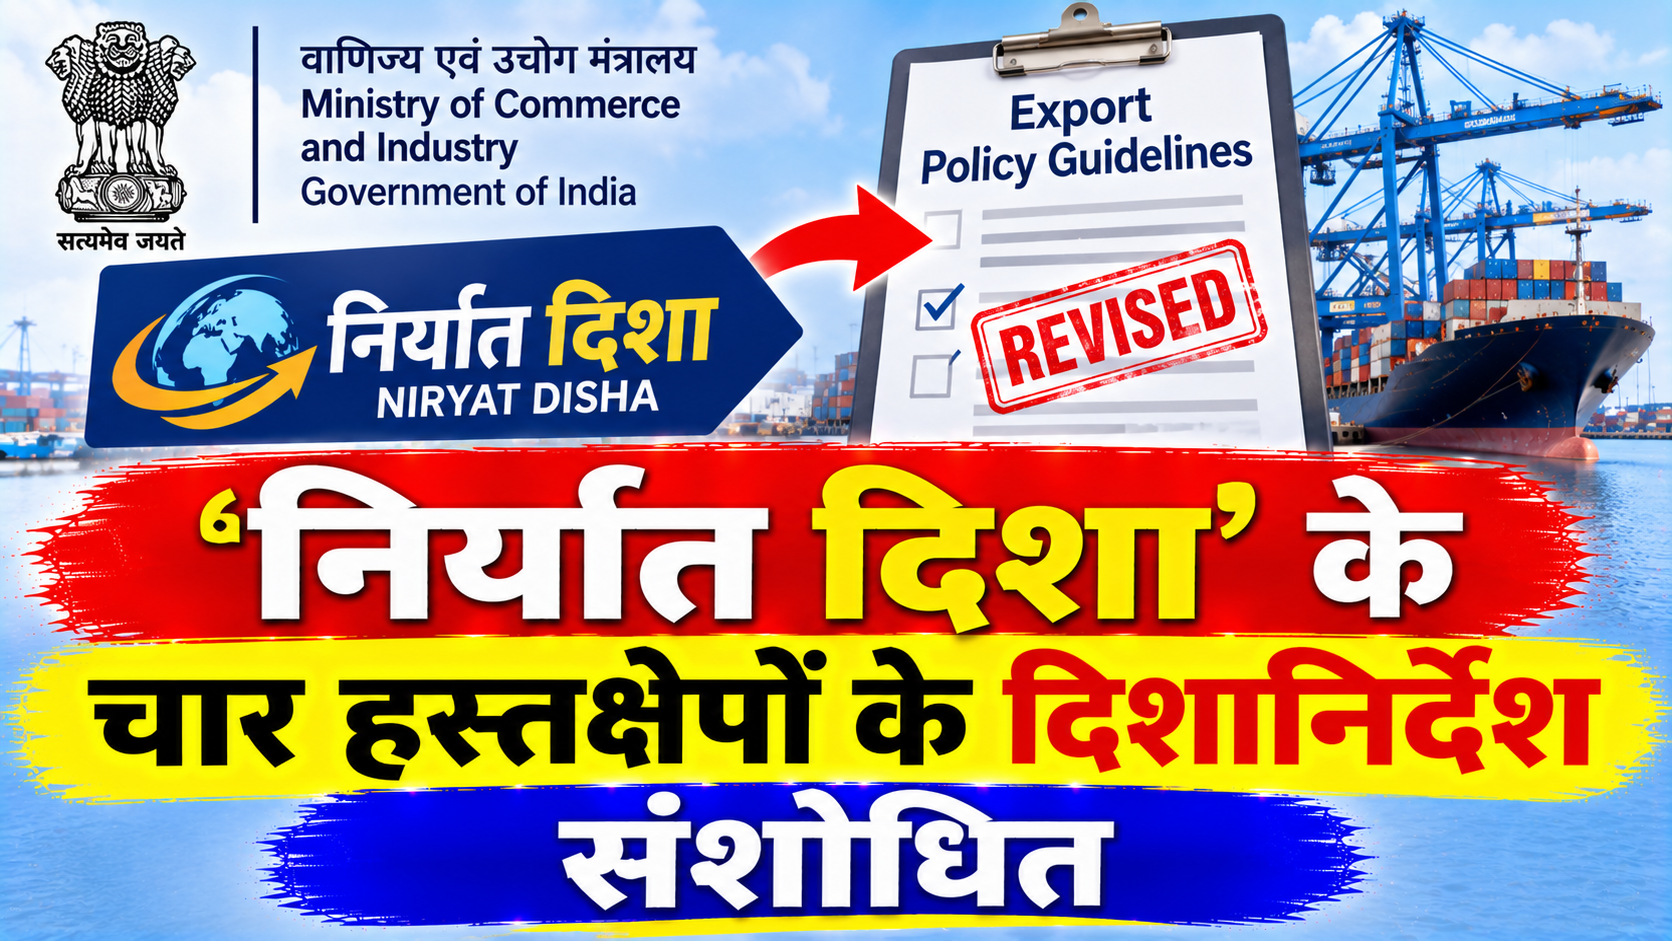 सत्यमेव जयते
वाणिज्य एवं उचोग मंत्रालय
Ministry of Commerce
and Industry
Government of India
निर्यात दिशा
NIRYAT DISHA
Export
Policy Guidelines
REVISED
‘निर्यात दिशा’ के
चार हस्तक्षेपों के दिशानिर्देश
संशोधित